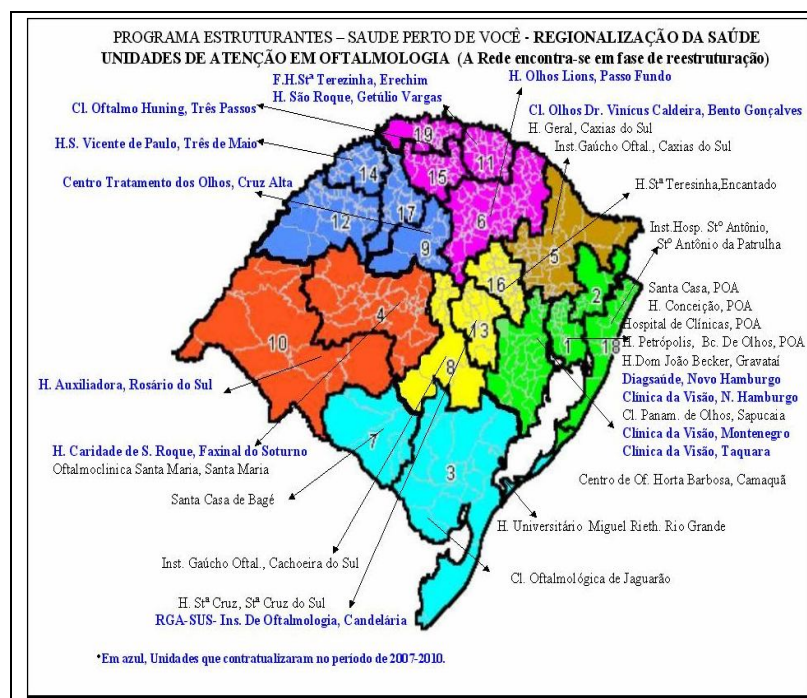 PROGRAMA ESTRUTURANTES – SAUDE PERTO DE VOCÊ - REGIONALIZAÇÃO DA SAÚDE
UNIDADES DE ATENÇÃO EM OFTALMOLOGIA (A Rede encontra-se em fase de reestruturação)
F.H.Stª Terezinha, Erechim
H. São Roque, Getúlio Vargas
H. Olhos Lions, Passo Fundo
Cl. Oftalmo Huning, Três Passos
Cl. Olhos Dr. Vinicus Caldeira, Bento Gonçalves
H. Geral, Caxias do Sul
Inst.Gaúcho Oftal., Caxias do Sul
H.S. Vicente de Paulo, Três de Maio
Centro Tratamento dos Olhos, Cruz Alta
H.Stª Teresinha,Encantado
Inst.Hosp. Stº Antônio,
Stº Antônio da Patrulha
19
11
14
15
17
12
6
9
5
16
2
4
10
13
1
18
8
7
3
Santa Casa, POA
H. Conceição, POA
Hospital de Clínicas, POA
H. Petrópolis, Bc. De Olhos, POA
H.Dom João Becker, Gravataí
Diagsaúde, Novo Hamburgo
Clínica da Visão, N. Hamburgo
Cl. Panam. de Olhos, Sapucaia
Clinica da Visão, Montenegro
Clínica da Visão, Taquara
Centro de Of. Horta Barbosa, Camaquã
H. Auxiliadora, Rosário do Sul
H. Caridade de S. Roque, Faxinal do Soturno
Oftalmoclinica Santa Maria, Santa Maria
Santa Casa de Bagé
H. Universitário Miguel Rieth. Rio Grande
Inst. Gaúcho Oftal., Cachoeira do Sul
Cl. Oftalmológica de Jaguarão
H. Stª Cruz, Stª Cruz do Sul
RGA-SUS- Ins. De Oftalmologia, Candelária
*Em azul, Unidades que contratualizaram no período de 2007-2010.